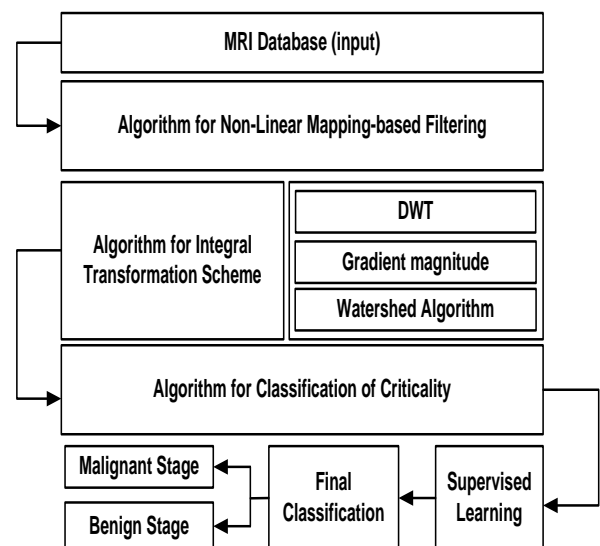 MRI Database (input)
Algorithm for Non-Linear Mapping-based Filtering
Algorithm for Integral
Transformation Scheme
DWT
Gradient magnitude
Watershed Algorithm
Algorithm for Classification of Criticality
Malignant Stage
Benign Stage
Final
Classification
Supervised
Learning